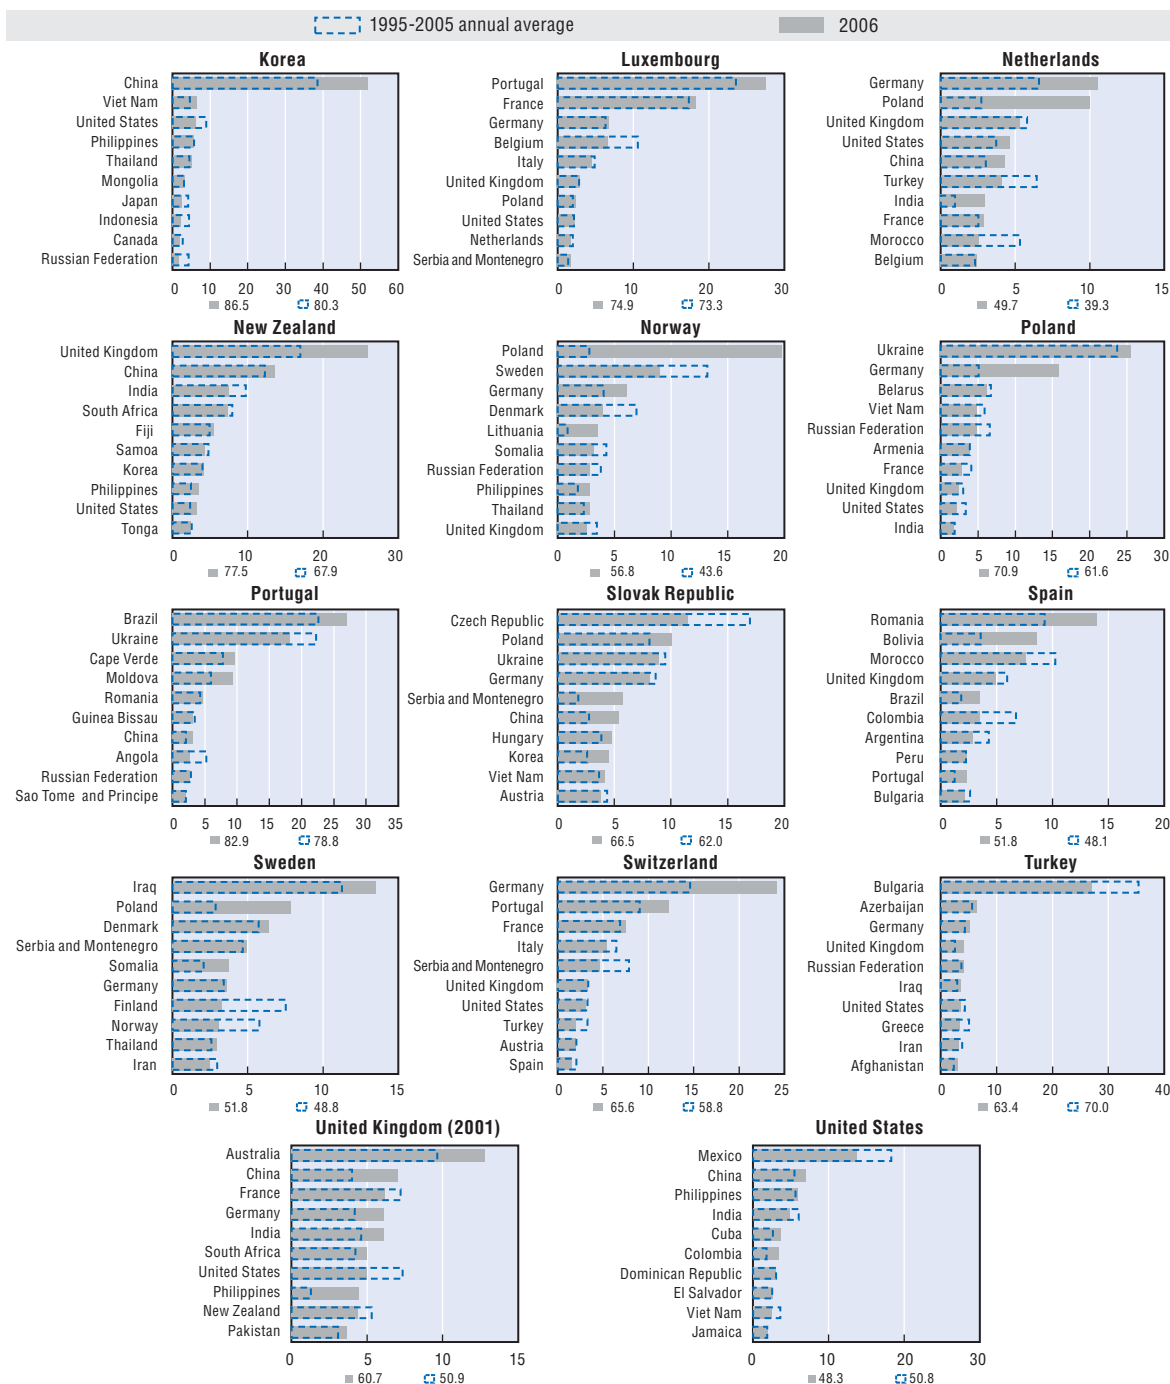 1995-2005 annual average 2006
Korea
China
Viet Nam
United States
Philippines
Thailand
Mongolia
Japan
Indonesia
Canada
Russian Federation
0 10 20 30 40 50 60
86.5 80.3
Luxembourg
Portugal
France
Germany
Belgium
Italy
United Kingdom
Poland
United States
Netherlands
Serbia and Montenegro
0 10 20 30
74.9 73.3
Netherlands
Germany
Poland
United Kingdom
United States
China
Turkey
India
France
Morocco
Belgium
0 5 10 15
49.7 39.3
New Zealand
United Kingdom
China
India
South Africa
Fiji
Samoa
Korea
Philippines
United States
Tonga
0 10 20 30
77.5 67.9
Norway
Poland
Sweden
Germany
Denmark
Lithuania
Somalia
Russian Federation
Philippines
Thailand
United Kingdom
0 5 10 15 20
56.8 43.6
Poland
Ukraine
Germany
Belarus
Viet Nam
Russian Federation
Armenia
France
United Kingdom
United States
India
0 5 10 15 20 25 30
70.9 61.6
Portugal
Brazil
Ukraine
Cape Verde
Moldova
Romania
Guinea Bissau
China
Angola
Russian Federation
Sao Tome and Principe
0 5 10 15 20 25 30 35
82.9 78.8
Slovak Republic
Czech Republic
Poland
Ukraine
Germany
Serbia and Montenegro
China
Hungary
Korea
Viet Nam
Austria
0 5 10 15 20
66.5 62.0
Spain
Romania
Bolivia
Morocco
United Kingdom
Brazil
Colombia
Argentina
Peru
Portugal
Bulgaria
0 5 10 15 20
51.8 48.1
Sweden
Iraq
Poland
Denmark
Serbia and Montenegro
Somalia
Germany
Finland
Norway
Thailand
Iran
0 5 10 15
51.8 48.8
Switzerland
Germany
Portugal
France
Italy
Serbia and Montenegro
United Kingdom
United States
Turkey
Austria
Spain
0 5 10 15 20 25
65.6 58.8
Turkey
Bulgaria
Azerbaijan
Germany
United Kingdom
Russian Federation
Iraq
United States
Greece
Iran
Afghanistan
0 10 20 30 40
63.4 70.0
United Kingdom (2001)
Australia
China
France
Germany
India
South Africa
United States
Philippines
New Zealand
Pakistan
0 5 10 15
60.7 50.9
United States
Mexico
China
Philippines
India
Cuba
Colombia
Dominican Republic
El Salvador
Viet Nam
Jamaica
0 10 20 30
48.3 50.8